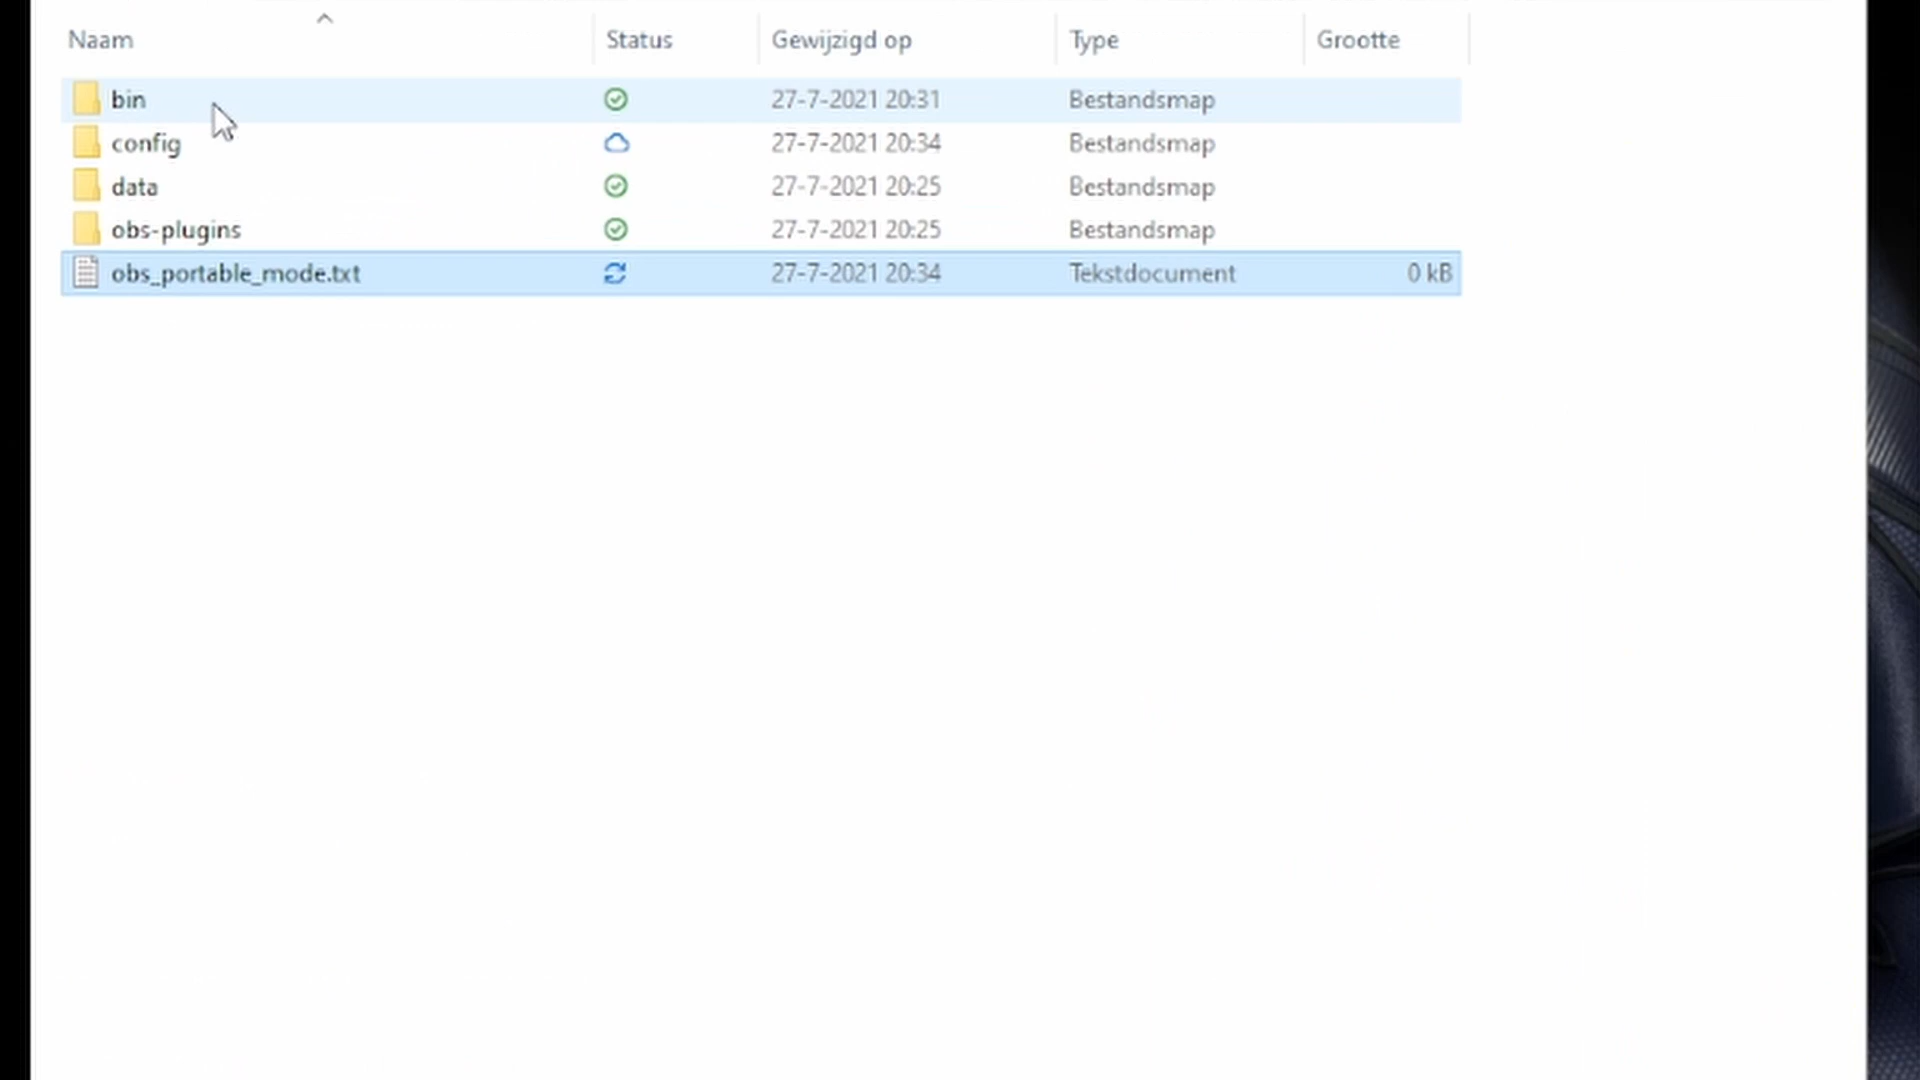 Naam Status Gewijzigd op Type Grootte
bin 27-7-2021 20:31 Bestandsmap
config 27-7-2021 20:34 Bestandsmap
data 27-7-2021 20:25 Bestandsmap
obs-plugins 27-7-2021 20:25 Bestandsmap
obs_portable_mode.txt 27-7-2021 20:34 Tekstdocument 0 kB